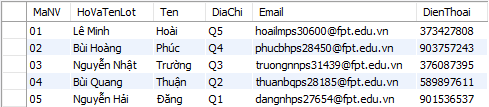 MaNV HoVaTenLot Ten DiaChi Email DienThoai
01 Lê Minh Hoài Q5 hoailmps30600@fpt.edu.vn 373427808
02 Bùi Hoàng Phúc Q4 phucbhps28450@fpt.edu.vn 903757243
03 Nguyễn Nhật Trường Q3 truongnnps31439@fpt.edu.vn 376087395
04 Bùi Quang Thuận Q2 thuanbqps28185@fpt.edu.vn 589897611
05 Nguyễn Hải Đăng Q1 dangnhps27654@fpt.edu.vn 901536537